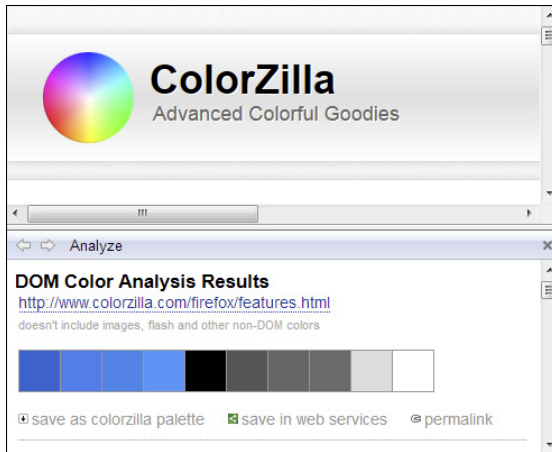 ColorZilla
Advanced Colorful Goodies
Analyze
DOM Color Analysis Results
http://www.colorzilla.com/firefox/features.html
doesn't include images, flash and other non-DOM colors
save as colorzilla palette save in web services permalink